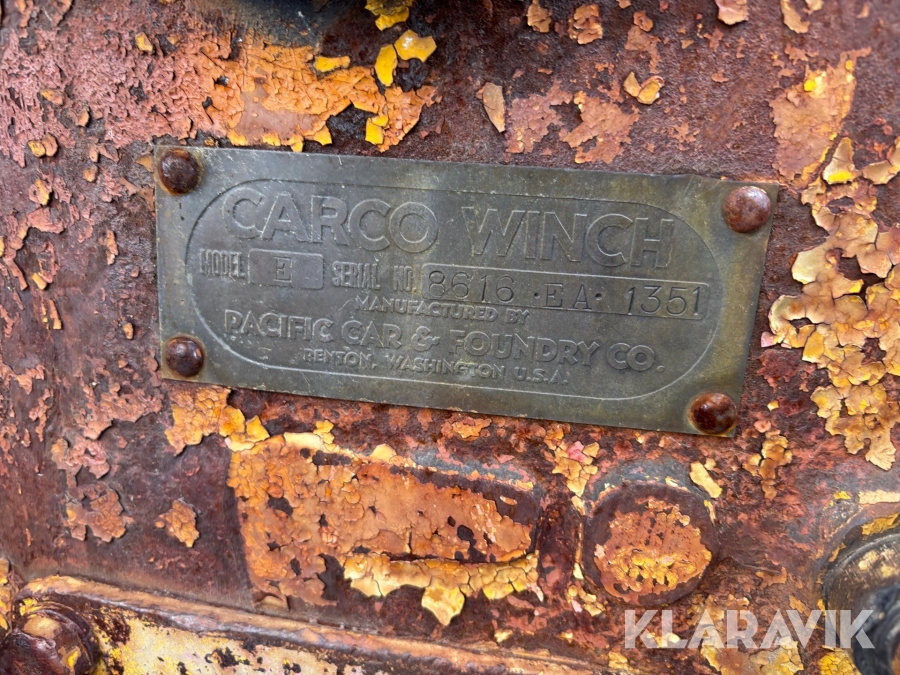 CARCO WINCH
MODEL E SERIAL NO. 8616 · EA · 1351
MANUFACTURED BY
PACIFIC CAR & FOUNDRY CO.
RENTON, WASHINGTON U.S.A.
KLARAVIK